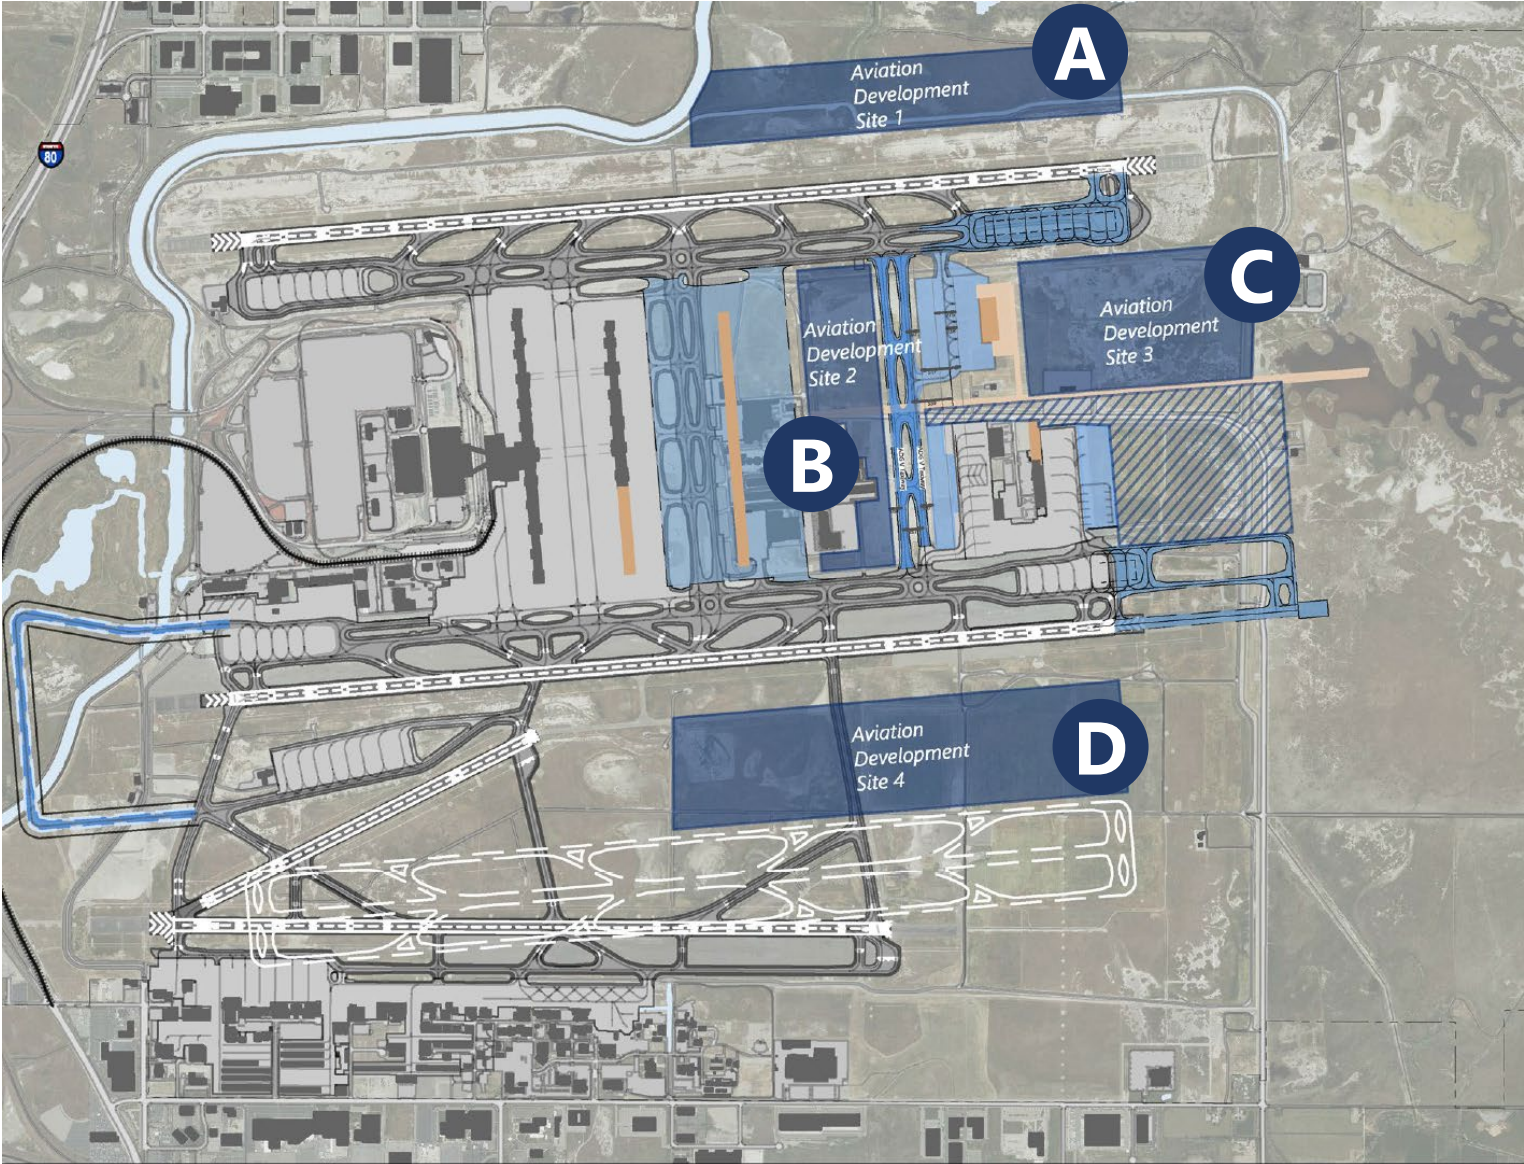 A
Aviation
Development
Site 1
80
C
Aviation
Development
Site 3
Aviation
Development
Site 2
B
D
Aviation
Development
Site 4